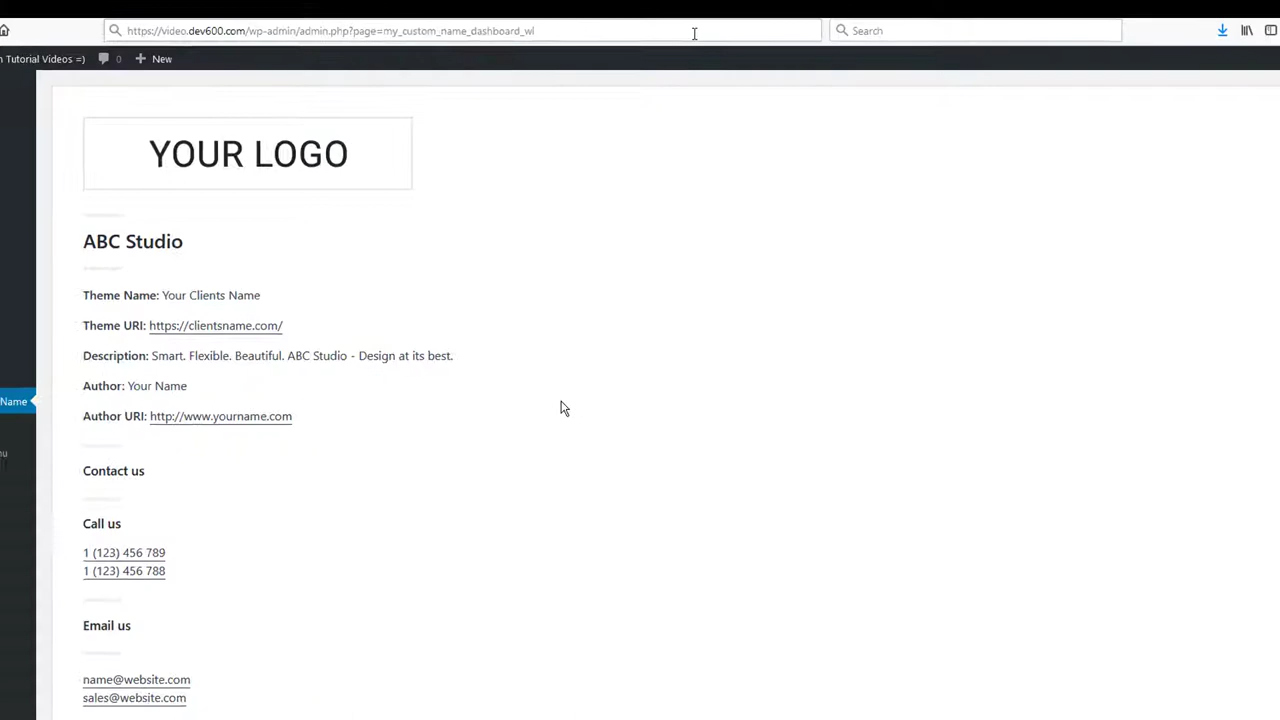 https://video.dev600.com/wp-admin/admin.php?page=my_custom_name_dashboard_wl
Search
Tutorial Videos =)
0
New
YOUR LOGO
ABC Studio
Theme Name: Your Clients Name
Theme URI: https://clientsname.com/
Description: Smart. Flexible. Beautiful. ABC Studio - Design at its best.
Author: Your Name
Name
Author URI: http://www.yourname.com
Contact us
Call us
1 (123) 456 789
1 (123) 456 788
Email us
name@website.com
sales@website.com